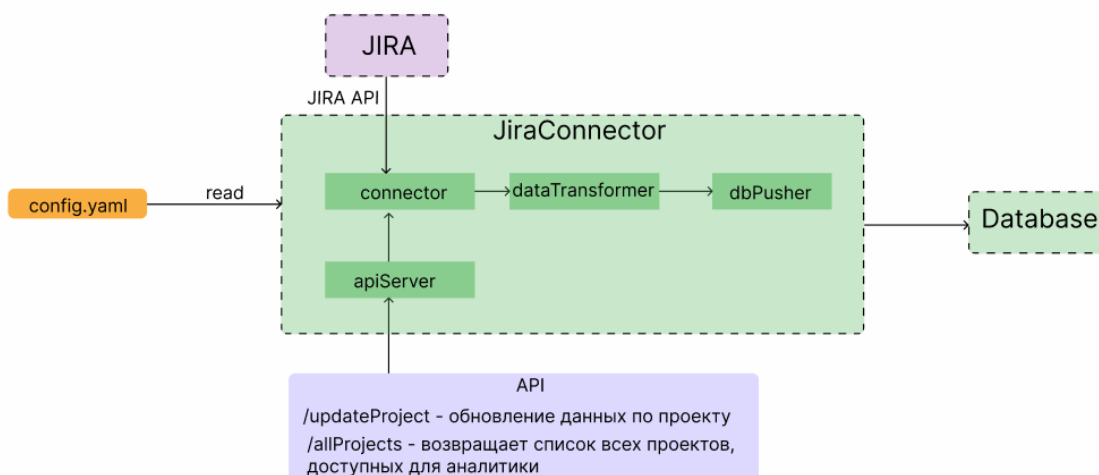 JIRA
JIRA API
JiraConnector
config.yaml
read
connector
dataTransformer
dbPusher
Database
apiServer
API
/updateProject - обновление данных по проекту
/allProjects - возвращает список всех проектов,
доступных для аналитики